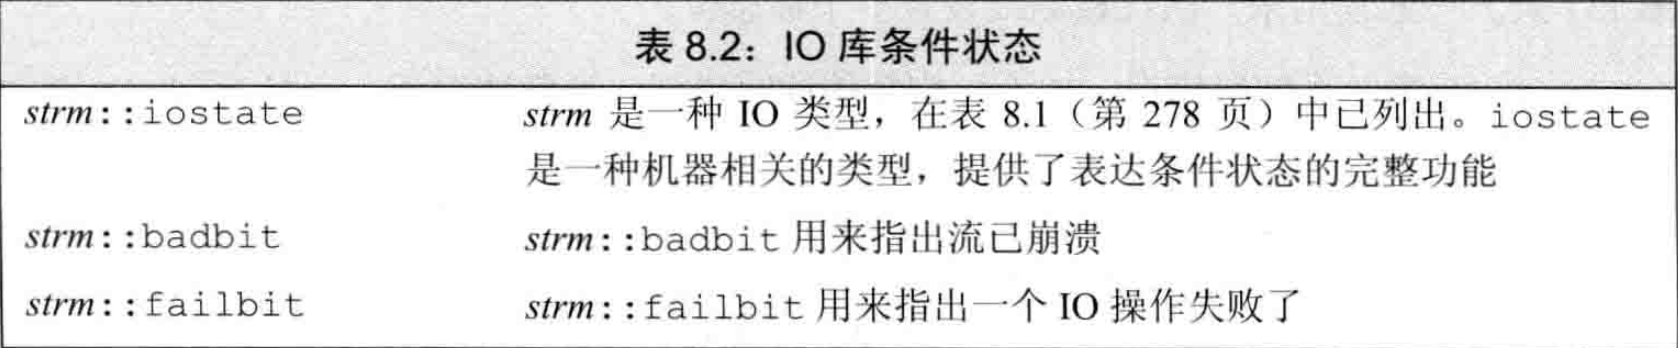 表 8.2：IO 库条件状态
strm::iostate strm 是一种 IO 类型，在表 8.1（第 278 页）中已列出。iostate
是一种机器相关的类型，提供了表达条件状态的完整功能
strm::badbit strm::badbit 用来指出流已崩溃
strm::failbit strm::failbit 用来指出一个 IO 操作失败了